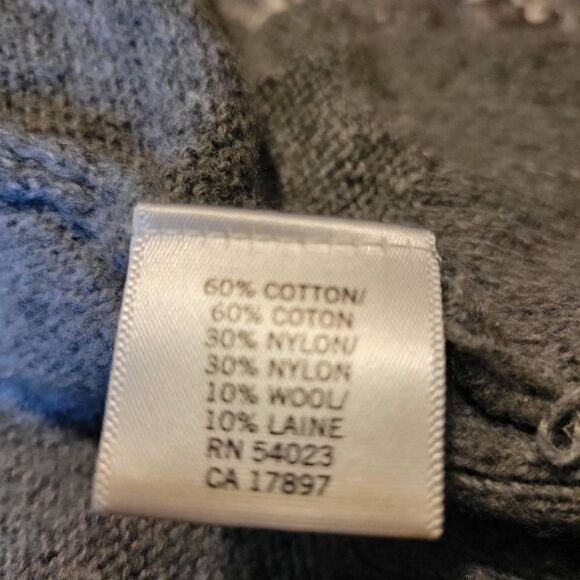 60% COTTON/
60% COTON
30% NYLON/
30% NYLON
10% WOOL/
10% LAINE
RN 54023
CA 17897